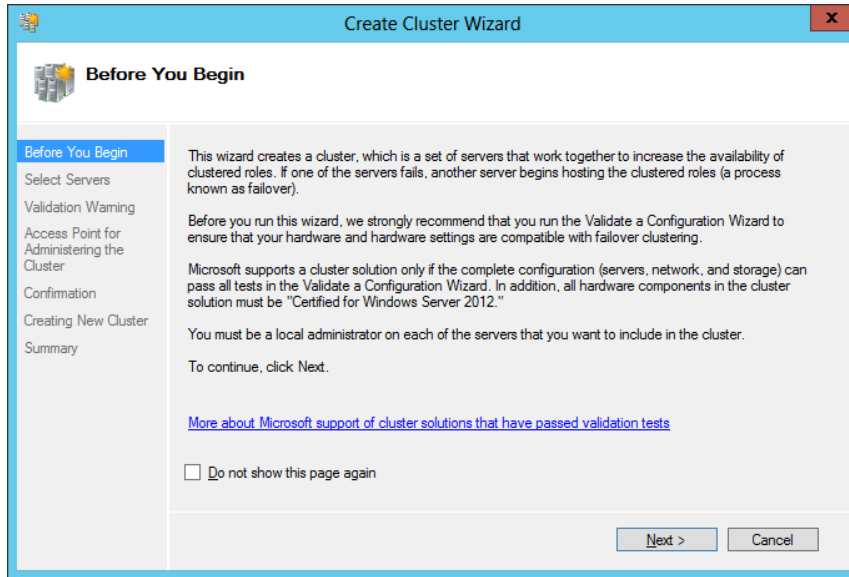 Create Cluster Wizard
x
Before You Begin
Before You Begin
Select Servers
Validation Warning
Access Point for
Administering the
Cluster
Confirmation
Creating New Cluster
Summary
This wizard creates a cluster, which is a set of servers that work together to increase the availability of
clustered roles. If one of the servers fails, another server begins hosting the clustered roles (a process
known as failover).
Before you run this wizard, we strongly recommend that you run the Validate a Configuration Wizard to
ensure that your hardware and hardware settings are compatible with failover clustering.
Microsoft supports a cluster solution only if the complete configuration (servers, network, and storage) can
pass all tests in the Validate a Configuration Wizard. In addition, all hardware components in the cluster
solution must be "Certified for Windows Server 2012."
You must be a local administrator on each of the servers that you want to include in the cluster.
To continue, click Next.
More about Microsoft support of cluster solutions that have passed validation tests
Do not show this page again
Next >
Cancel